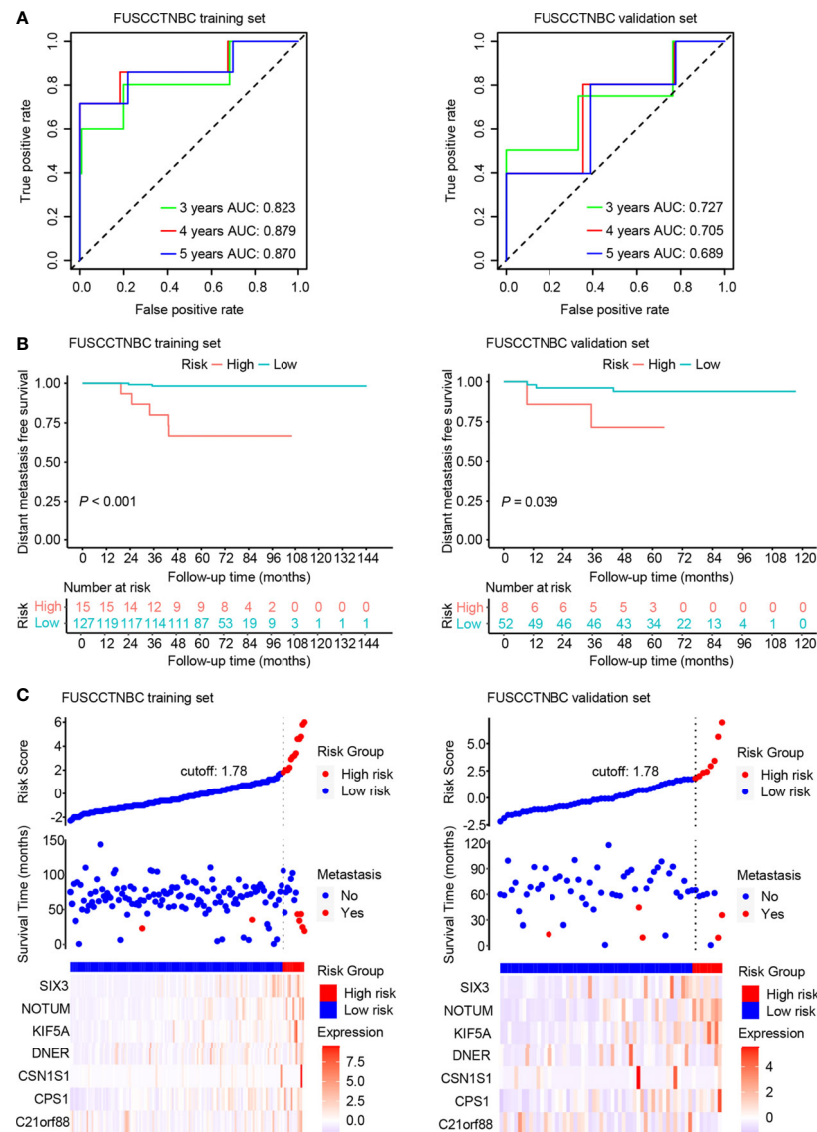 A
FUSCCTNBC training set
True positive rate
1.0
0.8
0.6
0.4
0.2
0.0
3 years AUC: 0.823
4 years AUC: 0.879
5 years AUC: 0.870
0.0 0.2 0.4 0.6 0.8 1.0
False positive rate
FUSCCTNBC validation set
True positive rate
1.0
0.8
0.6
0.4
0.2
0.0
3 years AUC: 0.727
4 years AUC: 0.705
5 years AUC: 0.689
0.0 0.2 0.4 0.6 0.8 1.0
False positive rate
B
FUSCCTNBC training set
Risk High Low
Distant metastasis free survival
1.00
0.75
0.50
0.25
0.00
P < 0.001
0 12 24 36 48 60 72 84 96 108 120 132 144
Follow-up time (months)
Number at risk
Risk
High 15 15 14 12 9 9 8 4 2 0 0 0 0
Low 127 119 117 114 111 87 53 19 9 3 1 1 1
0 12 24 36 48 60 72 84 96 108 120 132 144
Follow-up time (months)
FUSCCTNBC validation set
Risk High Low
Distant metastasis free survival
1.00
0.75
0.50
0.25
0.00
P = 0.039
0 12 24 36 48 60 72 84 96 108 120
Follow-up time (months)
Number at risk
Risk
High 8 6 6 5 5 3 0 0 0 0 0
Low 52 49 46 46 43 34 22 13 4 1 0
0 12 24 36 48 60 72 84 96 108 120
Follow-up time (months)
C
FUSCCTNBC training set
Risk Score
6
4
2
0
-2
cutoff: 1.78
Risk Group
High risk
Low risk
Survival Time (months)
150
100
50
0
Metastasis
No
Yes
Risk Group
High risk
Low risk
SIX3
NOTUM
KIF5A
DNER
CSN1S1
CPS1
C21orf88
Expression
7.5
5.0
2.5
0.0
FUSCCTNBC validation set
Risk Score
5.0
2.5
0.0
-2.5
cutoff: 1.78
Risk Group
High risk
Low risk
Survival Time (months)
120
90
60
30
0
Metastasis
No
Yes
Risk Group
High risk
Low risk
SIX3
NOTUM
KIF5A
DNER
CSN1S1
CPS1
C21orf88
Expression
4
2
0